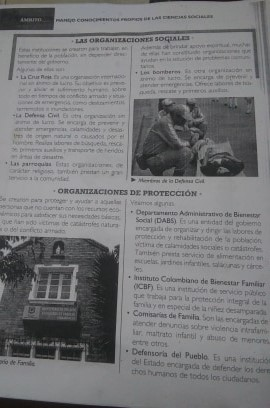 ÁMBITO
MANEJO CONOCIMIENTOS PROPIOS DE LAS CIENCIAS SOCIALES
· LAS ORGANIZACIONES SOCIALES ·
Estas instituciones se crearon para trabajar, en
beneficio de la población, sin depender direc-
tamente del gobierno.
Algunas de ellas son:
• La Cruz Roja. Es una organización
sin ánimo de lucro. Su objetivo es preve-
nir y aliviar el sufrimiento humano, sobre
todo en tiempos de conflicto armado y situa-
ciones de emergencia, como deslizamientos,
terremotos e inundaciones.
•La Defensa Civil. Es otra organización sin
ánimo de lucro. Se encarga de prevenir y
atender emergencias, calamidades y desas-
tres de origen natural o causados por el
hombre. Realiza labores de búsqueda, resca-
te, primeros auxilios y transporte de heridos
en áreas de desastre.
• Las parroquias. Estas organizaciones, de
carácter religioso, también prestan un gran
servicio a la comunidad.
Además de brindar apoyo espiritual, muchas
de ellas han constituido organizaciones que
ayudan en la solución de problemas comunes.
• Los bomberos. Es otra organización sin
ánimo de lucro. Se encarga de prevenir y
atender emergencias. Ofrece labores de bús-
queda, rescate y primeros auxilios.
▶ Miembros de la Defensa Civil.
· ORGANIZACIONES DE PROTECCIÓN ·
Se crearon para proteger y ayudar a aquellas
personas que no cuentan con los recursos eco-
nómicos para satisfacer sus necesidades básicas,
que han sido víctimas de catástrofes natura-
les o del conflicto armado.
Veamos algunas.
• Departamento Administrativo de Bienestar
Social (DABS). Es una entidad del gobierno
encargada de organizar y dirigir las labores de
protección y rehabilitación de la población,
víctima de calamidades sociales o catástrofes.
También presta servicio de alimentación en
escuelas, jardines infantiles, salacunas y cárce-
les.
• Instituto Colombiano de Bienestar Familiar
(ICBF). Es una institución de servicio público
que trabaja para la protección integral de la
familia y en especial de la niñez desamparada.
• Comisarías de Familia. Son las encargadas de
atender denuncias sobre violencia intrafami-
liar, maltrato infantil y abuso de menores,
entre otros.
• Defensoría del Pueblo. Es una institución
del Estado encargada de defender los dere-
chos humanos de todos los ciudadanos.
ría de Familia.